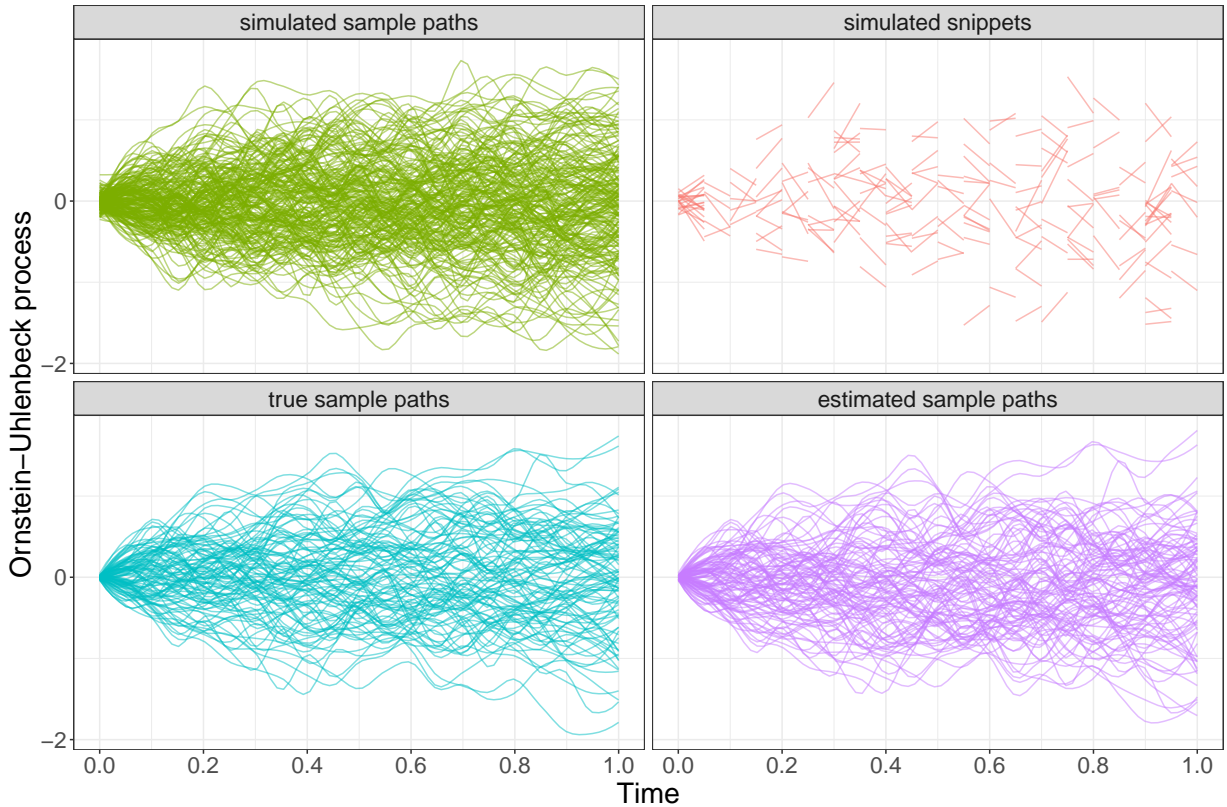 simulated sample paths
simulated snippets
0
−2
true sample paths
estimated sample paths
0
−2
0.0 0.2 0.4 0.6 0.8 1.0
0.0 0.2 0.4 0.6 0.8 1.0
Time
Ornstein−Uhlenbeck process